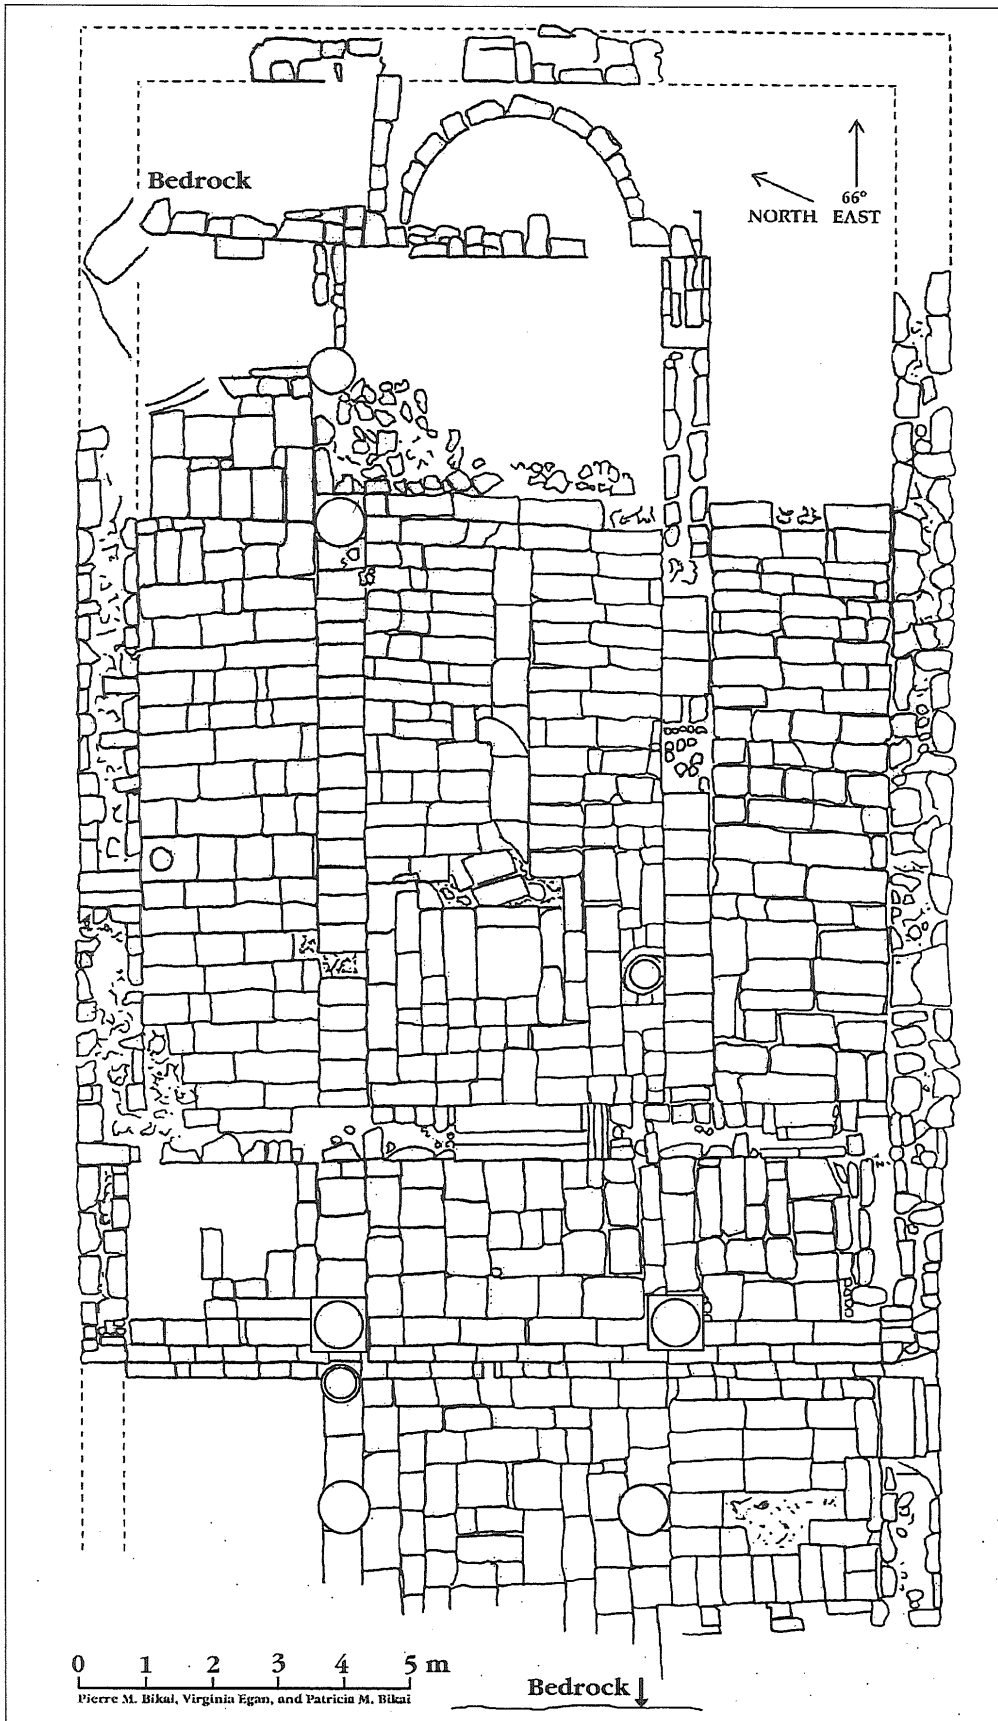 Bedrock
66°
NORTH EAST
0 1 2 3 4 5 m
Pierre M. Bikai, Virginia Egan, and Patricia M. Bikai
Bedrock